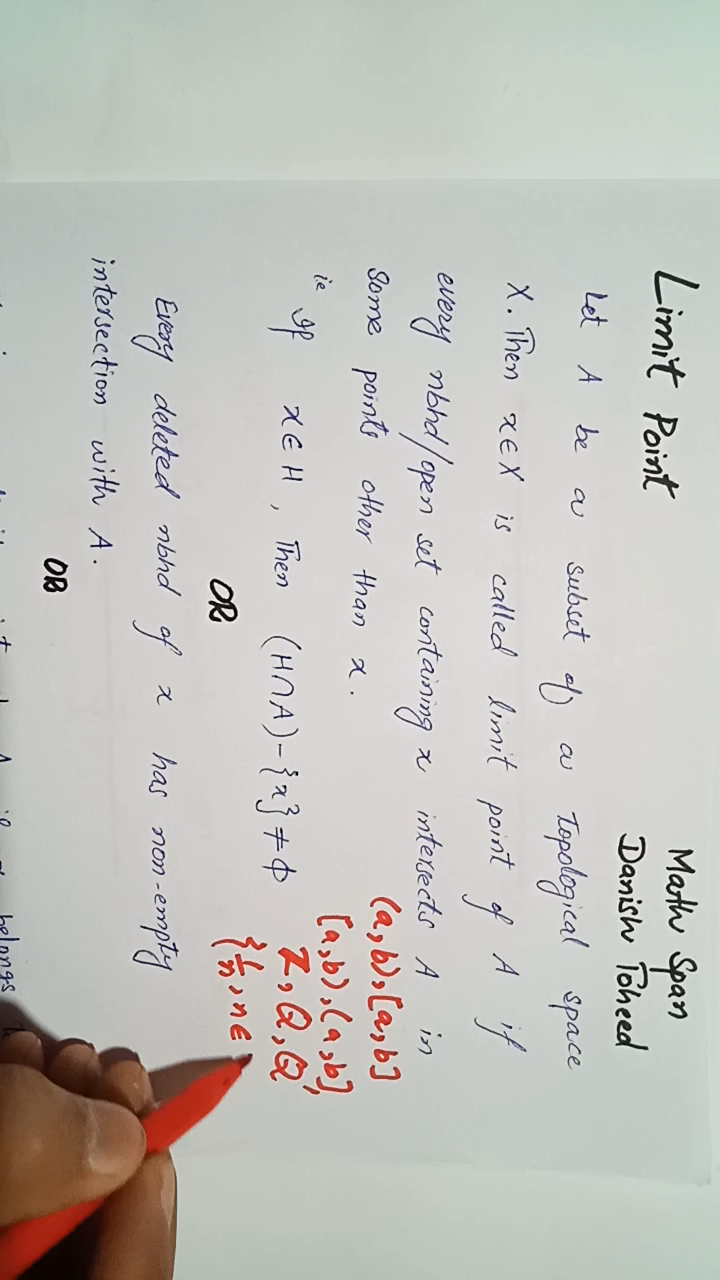 Limit Point
Math Span
Danish Toheed
Let A be a subset of a Topological space
X. Then x∈X is called limit point of A if
every nbhd/open set containing x intersects A in
some points other than x.
ie If x∈H, Then (H∩A)-{x}≠Φ
(a,b),[a,b]
[a,b),(a,b],
Z,Q,Q'
{1/n, n∈
OR
Every deleted nbhd of x has non-empty
intersection with A.
OR
belongs